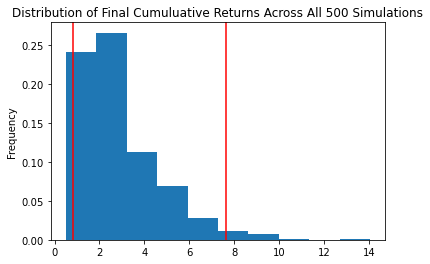 Distribution of Final Cumuluative Returns Across All 500 Simulations
Frequency
0.25
0.20
0.15
0.10
0.05
0.00
0 2 4 6 8 10 12 14